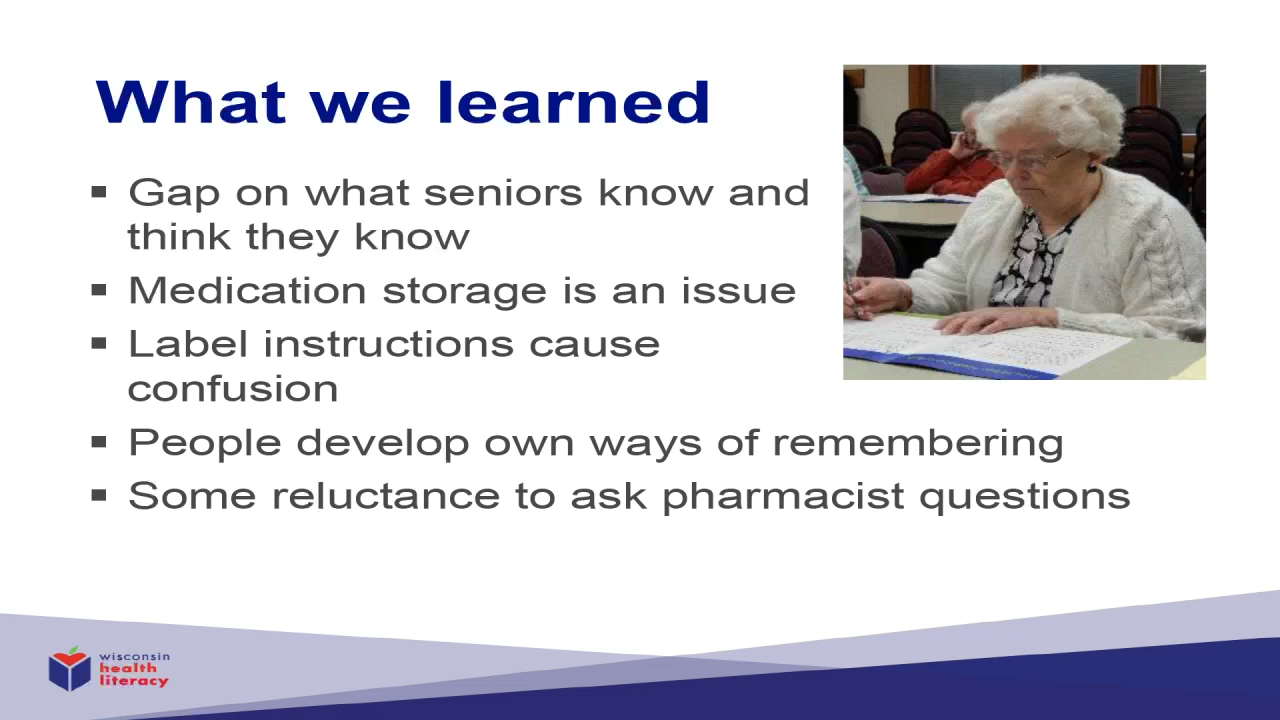 What we learned
▪ Gap on what seniors know and
think they know
▪ Medication storage is an issue
▪ Label instructions cause
confusion
▪ People develop own ways of remembering
▪ Some reluctance to ask pharmacist questions
wisconsin
health
literacy